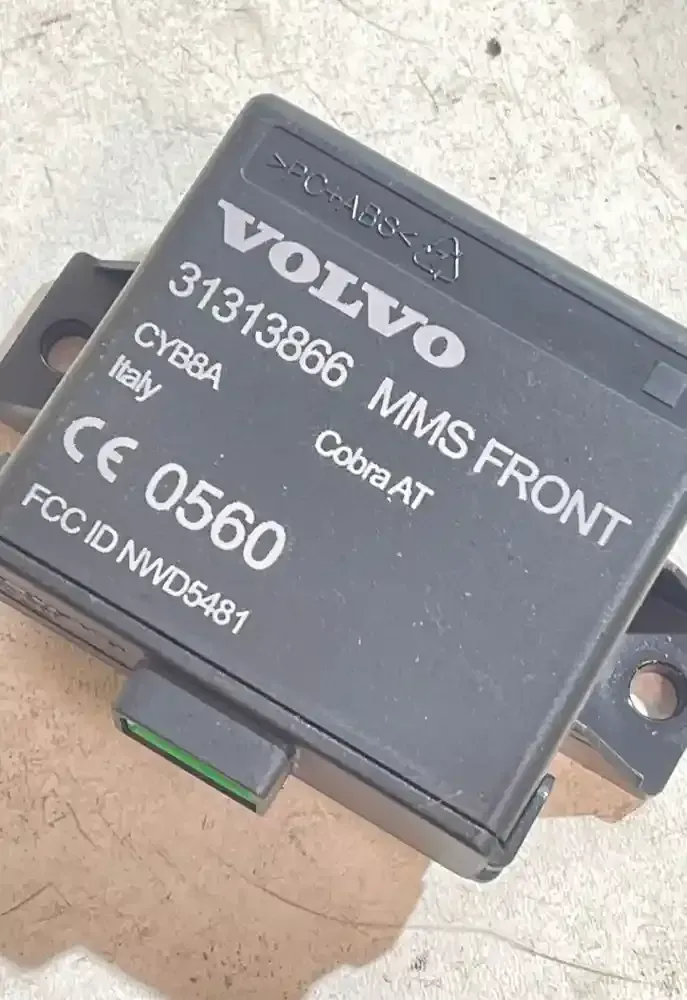 >PC+ABS<
VOLVO
31313866 MMS FRONT
CYB8A
Italy
Cobra AT
CE 0560
FCC ID NWD5481